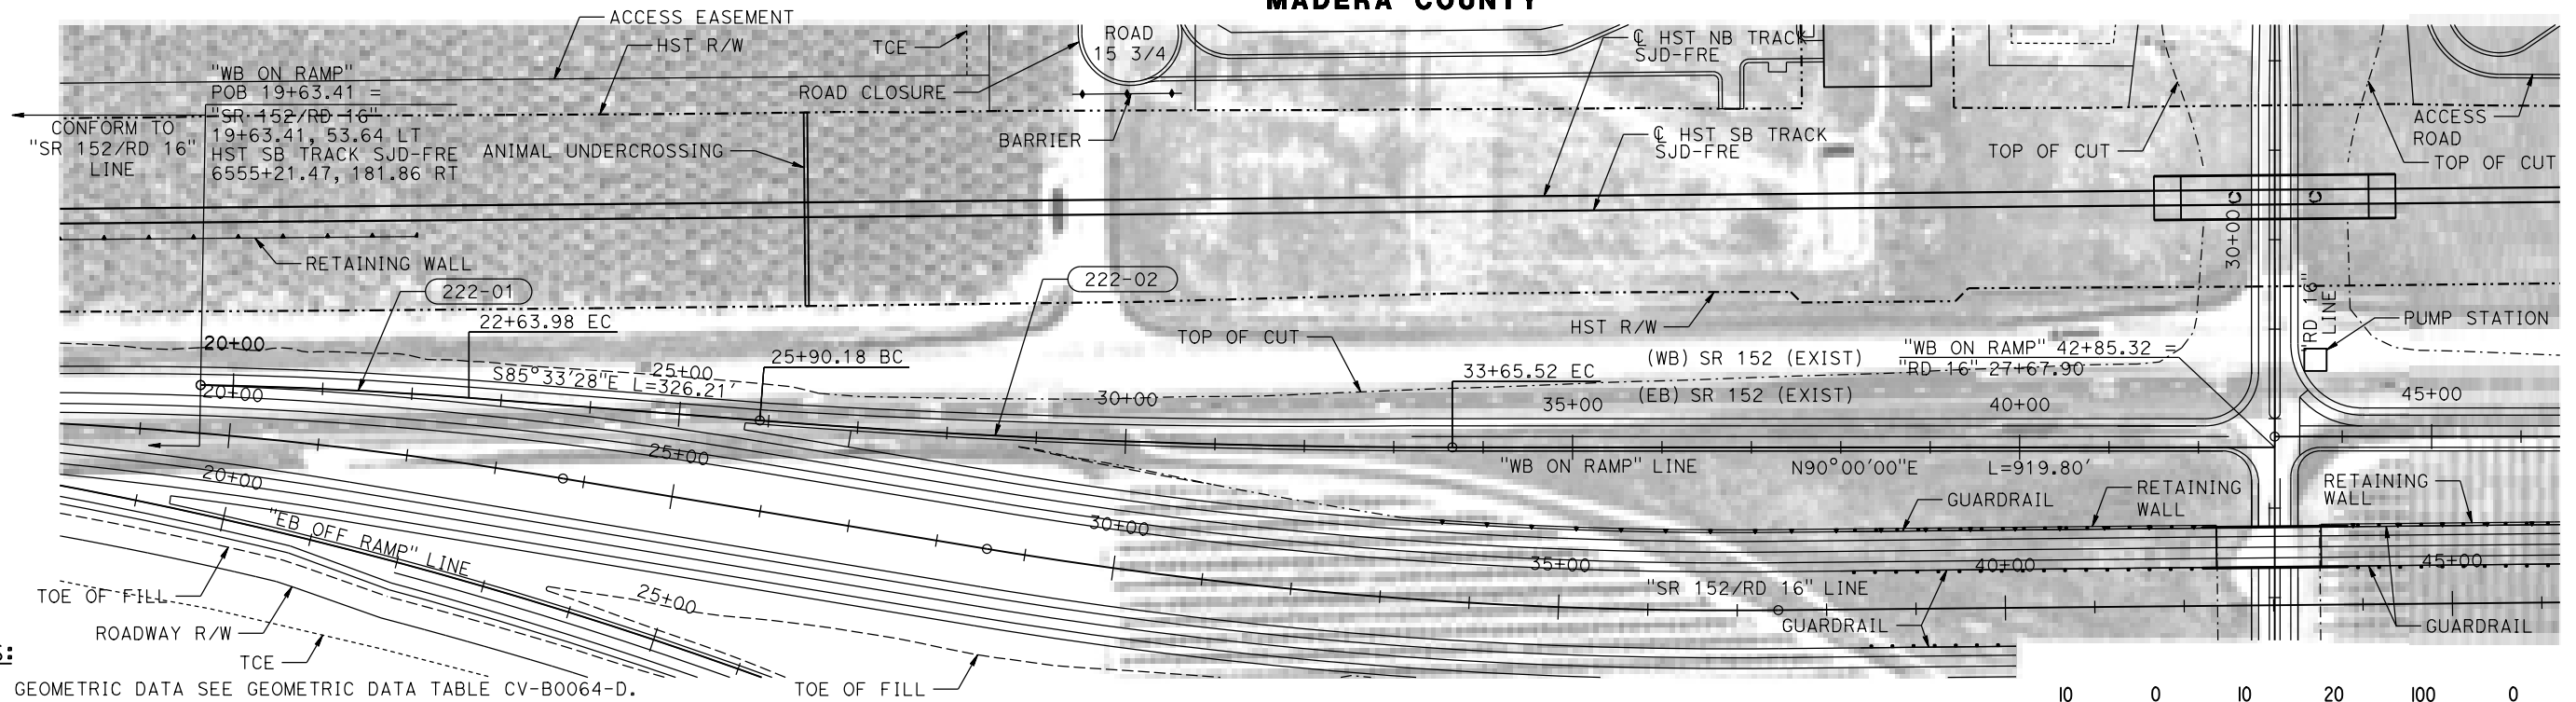 MADERA COUNTY
ACCESS EASEMENT
HST R/W
TCE
ROAD
15 3/4
℄ HST NB TRACK
SJD-FRE
"WB ON RAMP"
POB 19+63.41 =
"SR 152/RD 16"
19+63.41, 53.64 LT
HST SB TRACK SJD-FRE
6555+21.47, 181.86 RT
ROAD CLOSURE
CONFORM TO
"SR 152/RD 16"
LINE
ANIMAL UNDERCROSSING
BARRIER
℄ HST SB TRACK
SJD-FRE
TOP OF CUT
ACCESS
ROAD
TOP OF CUT
RETAINING WALL
222-01
222-02
30+00
"RD 16"
LINE
PUMP STATION
22+63.98 EC
20+00
25+90.18 BC
TOP OF CUT
HST R/W
(WB) SR 152 (EXIST)
"WB ON RAMP" 42+85.32 =
"RD 16" 27+67.90
25+00
S85°33'28"E L=326.21'
33+65.52 EC
20+00
30+00
35+00
(EB) SR 152 (EXIST)
40+00
45+00
25+00
20+00
"WB ON RAMP" LINE
N90°00'00"E
L=919.80'
GUARDRAIL
RETAINING
WALL
RETAINING
WALL
"EB OFF RAMP" LINE
30+00
35+00
40+00
45+00
TOE OF FILL
25+00
"SR 152/RD 16" LINE
ROADWAY R/W
GUARDRAIL
GUARDRAIL
S:
TCE
GEOMETRIC DATA SEE GEOMETRIC DATA TABLE CV-B0064-D.
TOE OF FILL
10 0 10 20 100 0